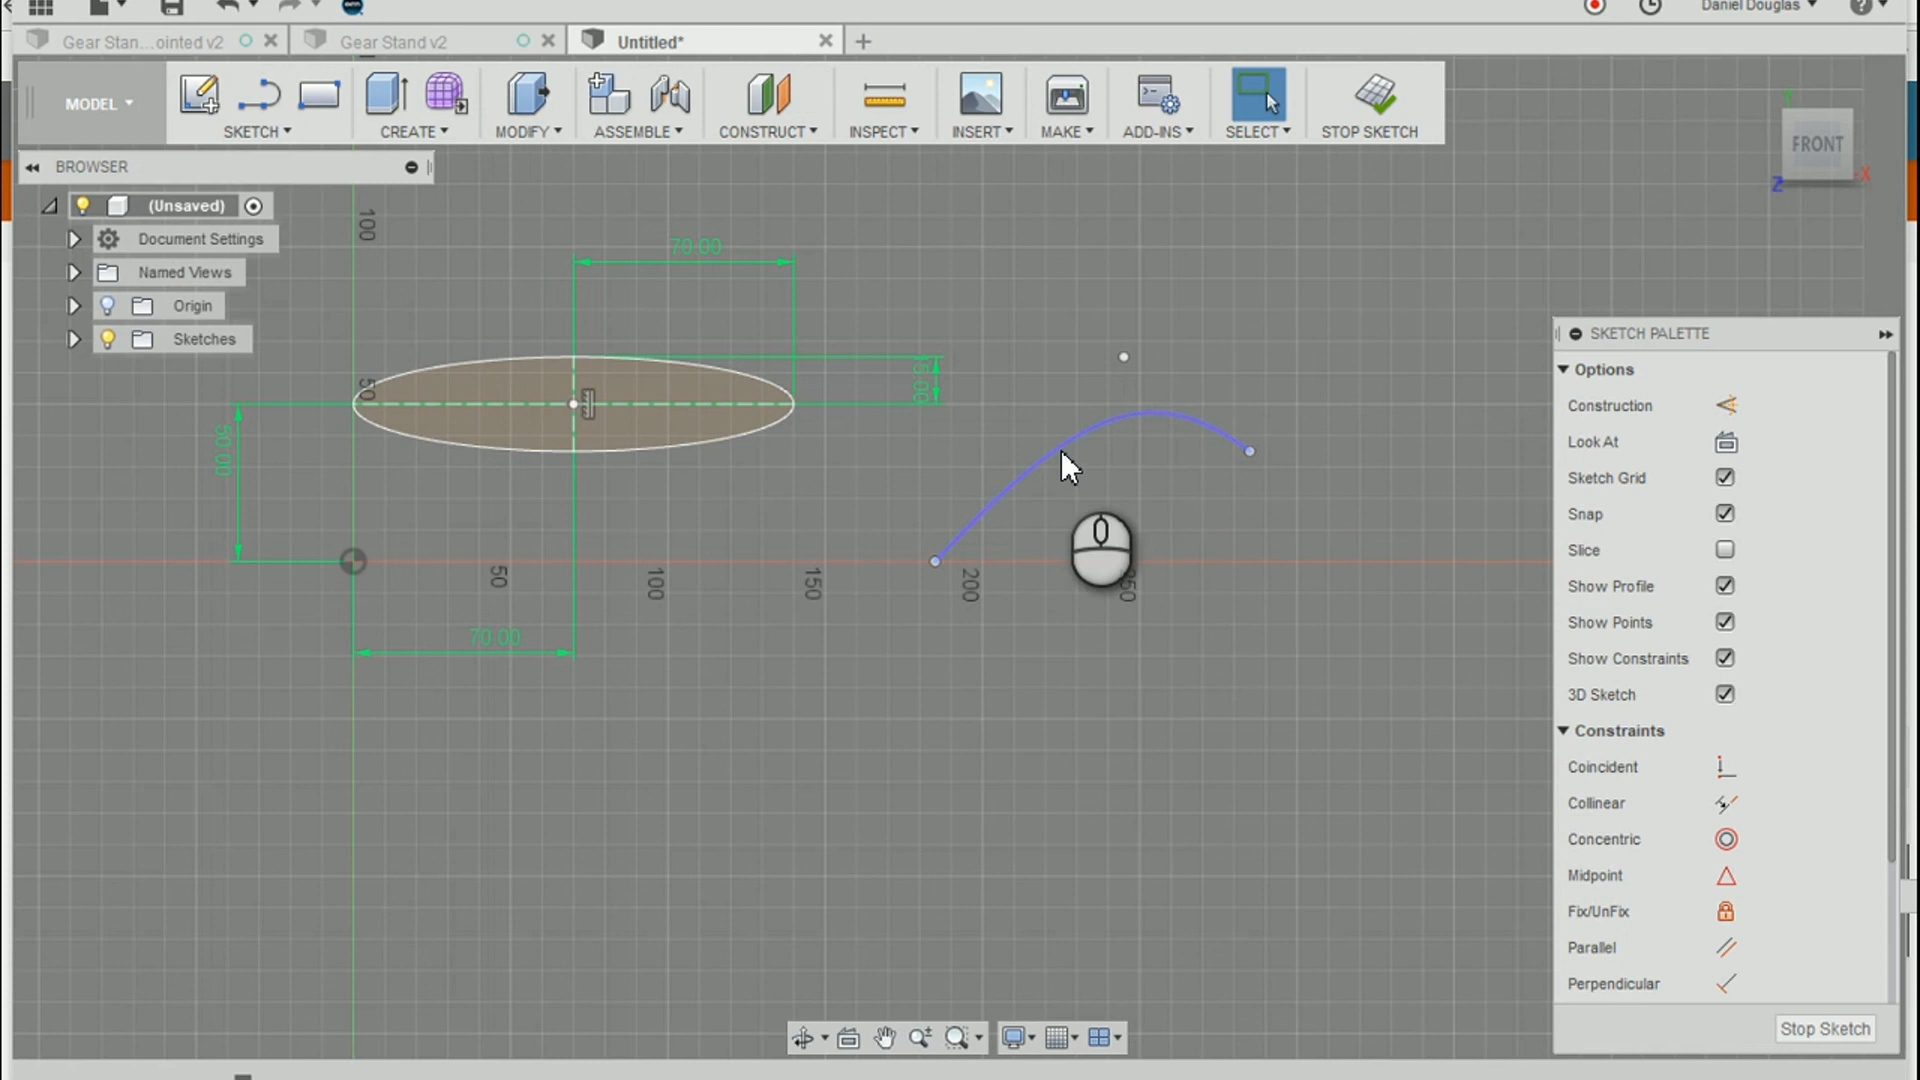 Daniel Douglas
Gear Stan...ointed v2
Gear Stand v2
Untitled*
MODEL
SKETCH
CREATE
MODIFY
ASSEMBLE
CONSTRUCT
INSPECT
INSERT
MAKE
ADD-INS
SELECT
STOP SKETCH
BROWSER
FRONT
Y
X
Z
(Unsaved)
Document Settings
Named Views
Origin
Sketches
100
50
70.00
50.00
50
100
150
200
70.00
SKETCH PALETTE
Options
Construction
Look At
Sketch Grid
Snap
Slice
Show Profile
Show Points
Show Constraints
3D Sketch
Constraints
Coincident
Collinear
Concentric
Midpoint
Fix/UnFix
Parallel
Perpendicular
Stop Sketch